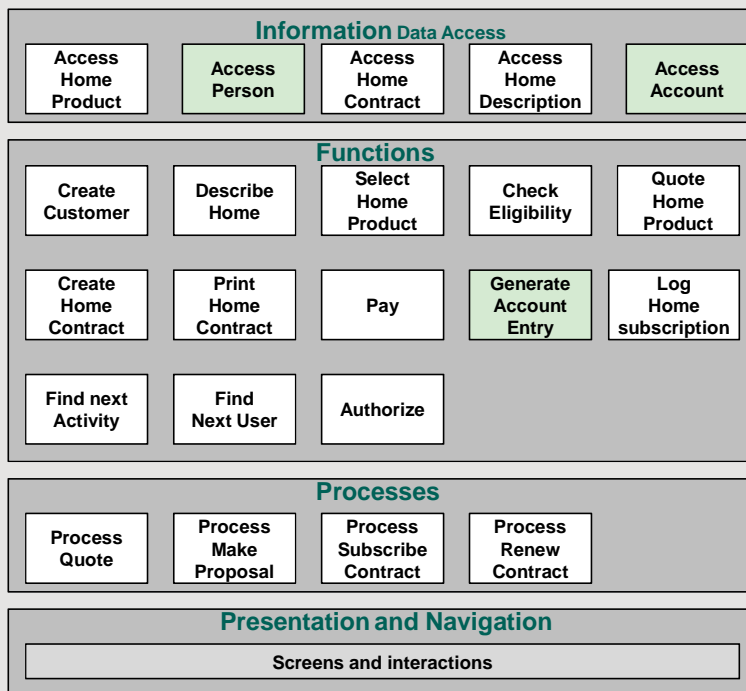 Information Data Access
Access
Home
Product
Access
Person
Access
Home
Contract
Access
Home
Description
Access
Account
Functions
Create
Customer
Describe
Home
Select
Home
Product
Check
Eligibility
Quote
Home
Product
Create
Home
Contract
Print
Home
Contract
Pay
Generate
Account
Entry
Log
Home
subscription
Find next
Activity
Find
Next User
Authorize
Processes
Process
Quote
Process
Make
Proposal
Process
Subscribe
Contract
Process
Renew
Contract
Presentation and Navigation
Screens and interactions